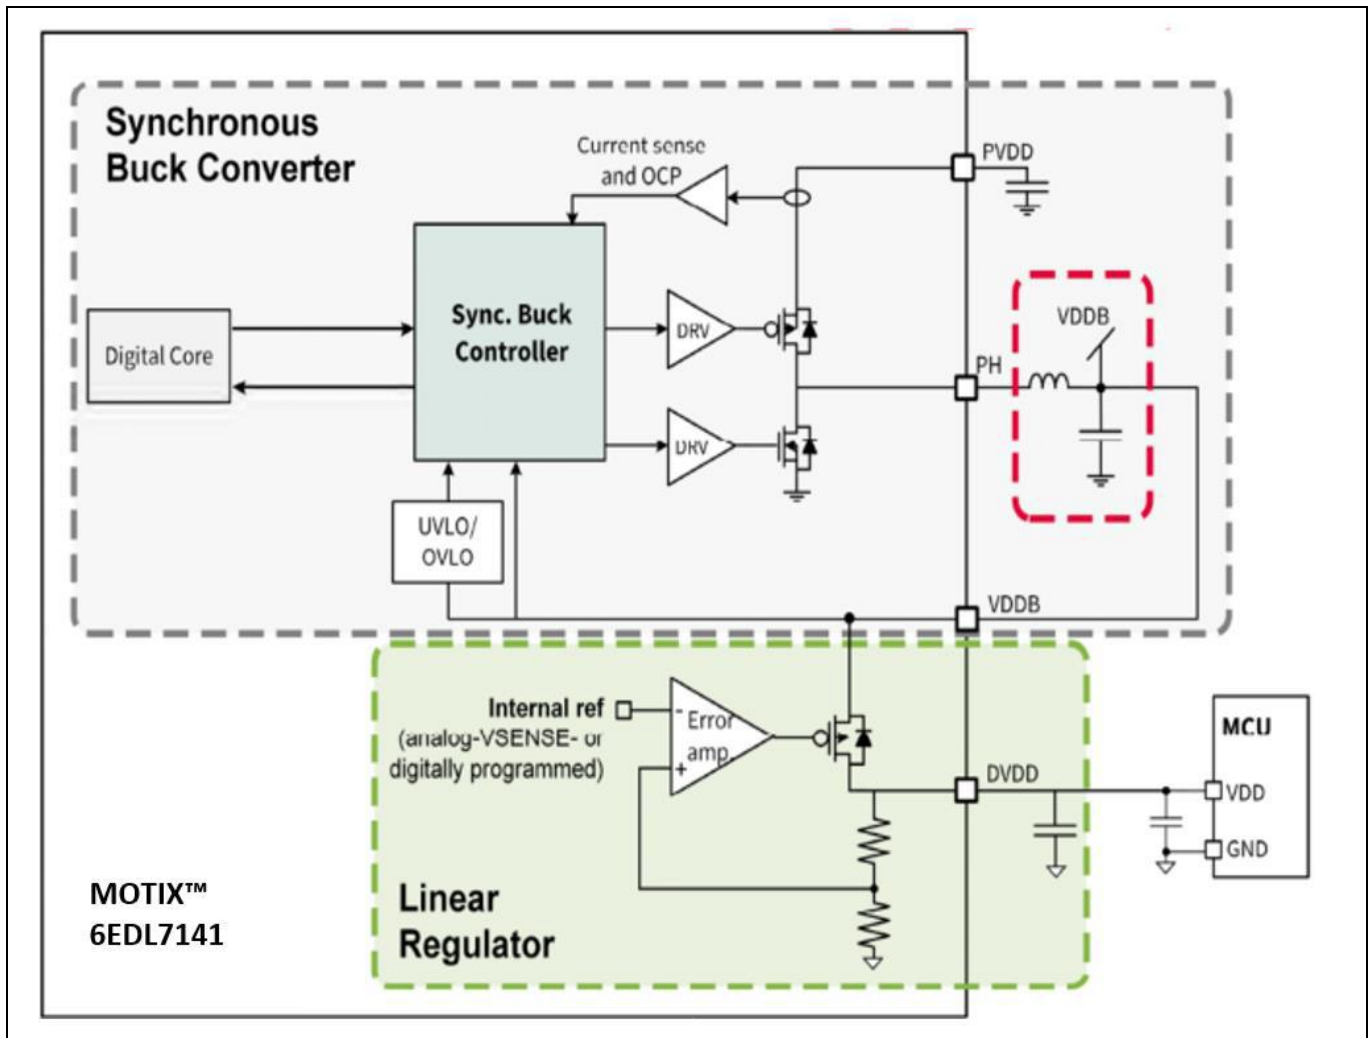 Synchronous
Buck Converter
Current sense
and OCP
PVDD
Digital Core
Sync. Buck
Controller
DRV
VDDB
PH
DRV
UVLO/
OVLO
VDDB
Internal ref
(analog-VSENSE- or
digitally programmed)
-
Error
amp.
+
DVDD
MCU
VDD
GND
Linear
Regulator
MOTIX™
6EDL7141